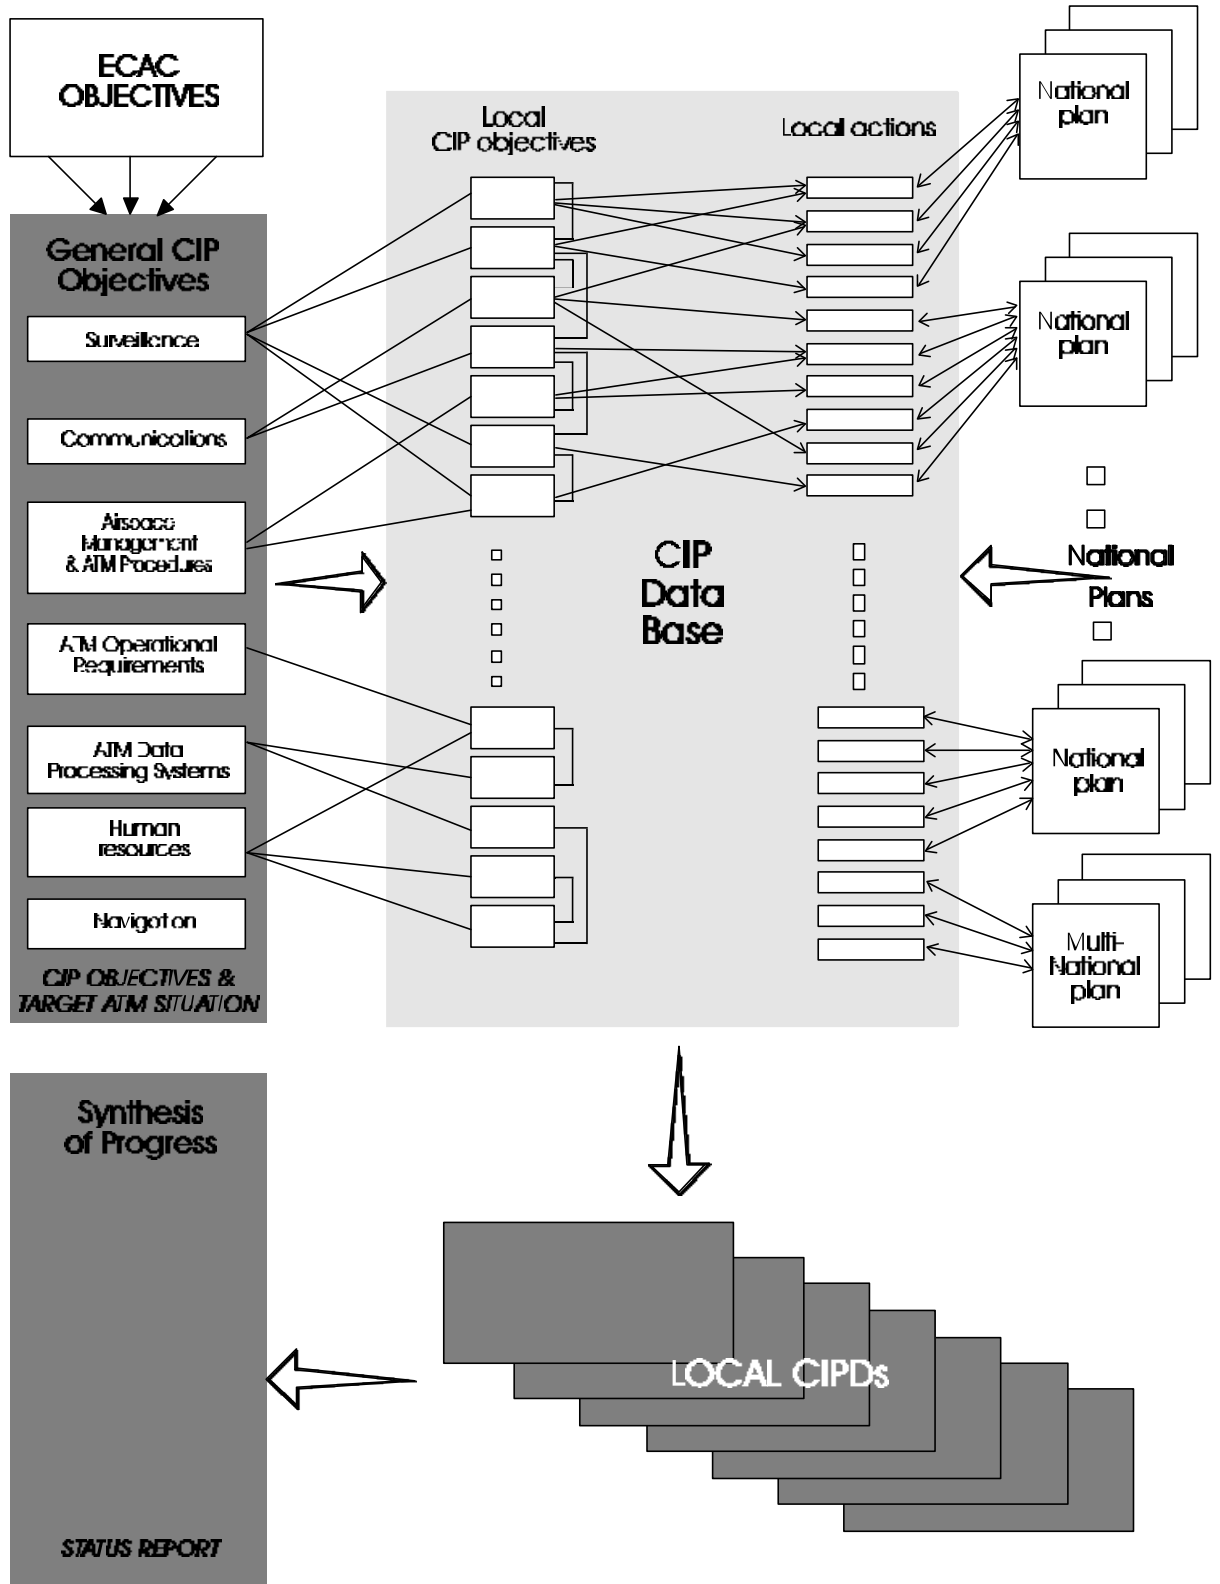 ECAC
OBJECTIVES
General CIP
Objectives
Surveillance
Communications
Airspace
Management
& ATM Procedures
ATM Operational
Requirements
ATM Data
Processing Systems
Human
resources
Navigation
CIP OBJECTIVES &
TARGET ATM SITUATION
Local
CIP objectives
Local actions
CIP
Data
Base
National
plan
National
plan
National
Plans
National
plan
Multi-
National
plan
Synthesis
of Progress
STATUS REPORT
LOCAL CIPDs